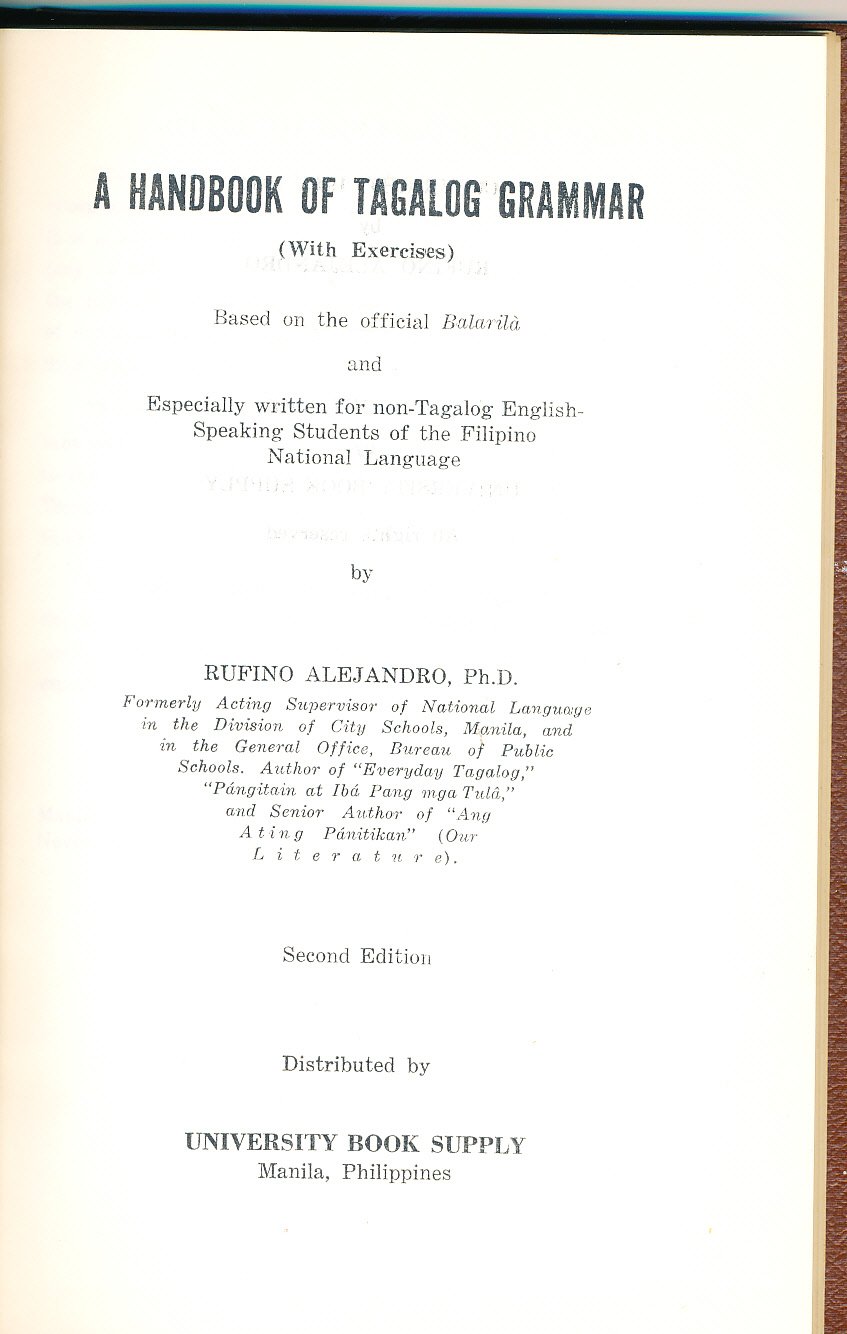 A HANDBOOK OF TAGALOG GRAMMAR
(With Exercises)
Based on the official Balarilà
and
Especially written for non-Tagalog English-
Speaking Students of the Filipino
National Language
by
RUFINO ALEJANDRO, Ph.D.
Formerly Acting Supervisor of National Language
in the Division of City Schools, Manila, and
in the General Office, Bureau of Public
Schools. Author of "Everyday Tagalog,"
"Pángitain at Ibá Pang mga Tulâ,"
and Senior Author of "Ang
Ating Pánitikan" (Our
Literature).
Second Edition
Distributed by
UNIVERSITY BOOK SUPPLY
Manila, Philippines